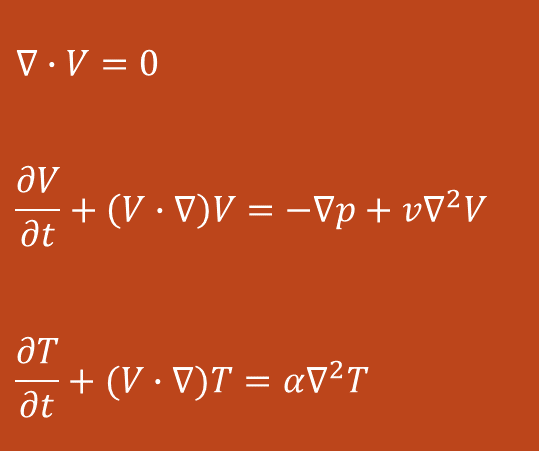 ∇ · V = 0
∂V/∂t + (V · ∇)V = −∇p + v∇²V
∂T/∂t + (V · ∇)T = α∇²T